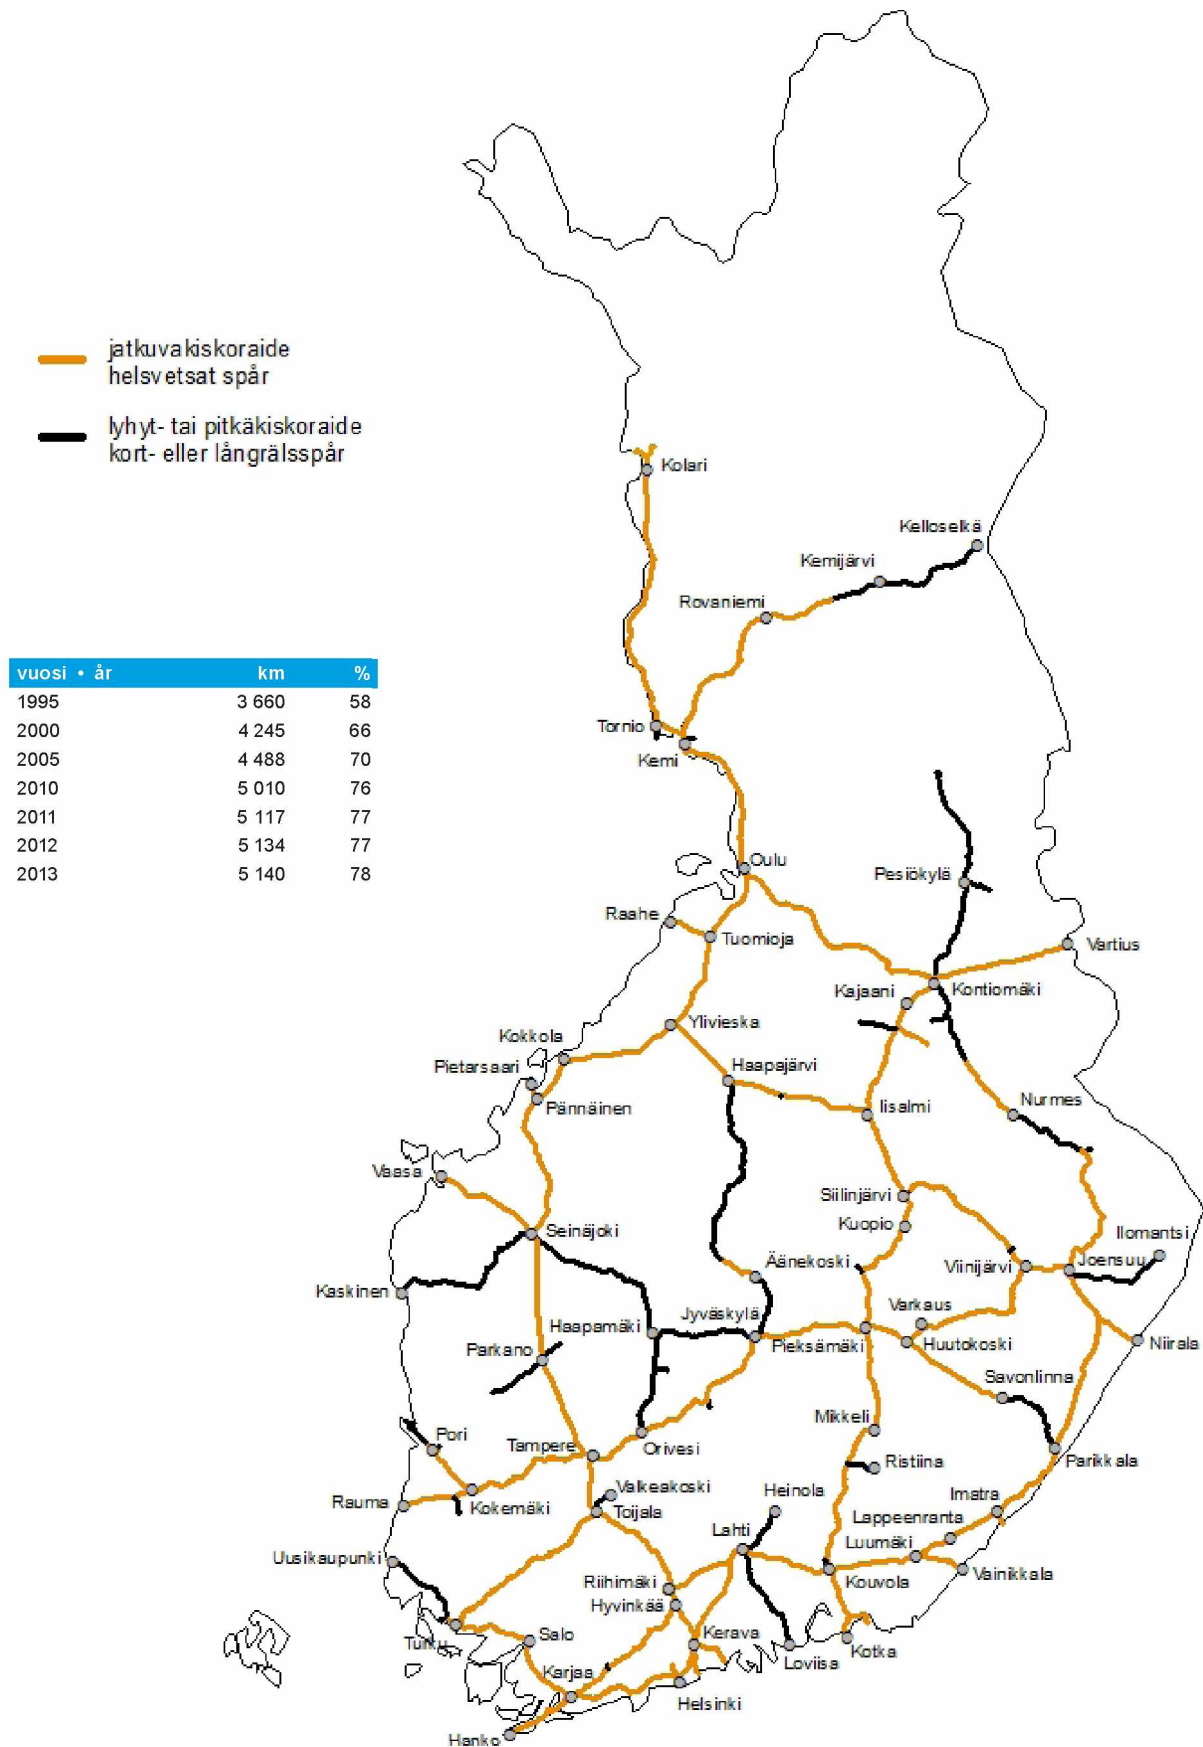 jatkuvakiskoraide
helsvetsat spår
lyhyt- tai pitkäkiskoraide
kort- eller långrälsspår
Kolari
Kelloselkä
Kemijärvi
Rovaniemi
vuosi • år km %
1995 3 660 58
2000 4 245 66
2005 4 488 70
2010 5 010 76
2011 5 117 77
2012 5 134 77
2013 5 140 78
Tornio
Kemi
Oulu
Pesiökylä
Raahe
Tuomioja
Vartius
Kajaani
Kontiomäki
Ylivieska
Kokkola
Pietarsaari
Haapajärvi
Pännäinen
Iisalmi
Nurmes
Vaasa
Siilinjärvi
Kuopio
Seinäjoki
Ilomantsi
Äänekoski
Viinijärvi
Joensuu
Kaskinen
Varkaus
Jyväskylä
Haapamäki
Pieksämäki
Huutokoski
Niirala
Parkano
Savonlinna
Mikkeli
Pori
Tampere
Orivesi
Parikkala
Ristiina
Valkeakoski
Heinola
Imatra
Rauma
Kokemäki
Toijala
Lappeenranta
Lahti
Luumäki
Uusikaupunki
Kouvola
Vainikkala
Riihimäki
Hyvinkää
Turku
Salo
Kerava
Loviisa
Kotka
Karjaa
Helsinki
Hanko